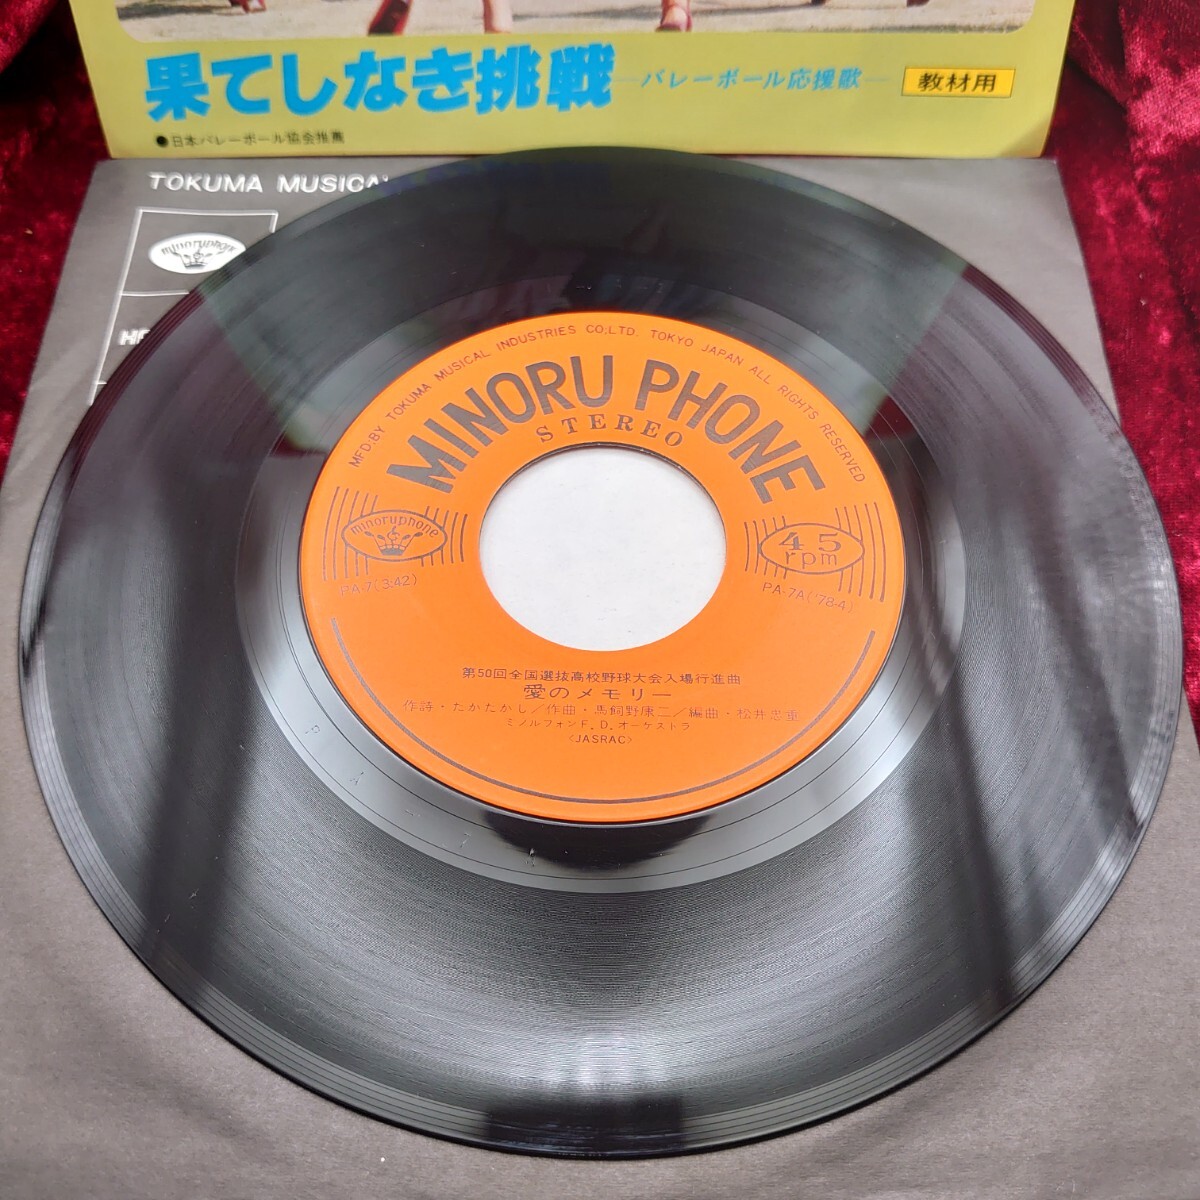 果てしなき挑戦
―バレーボール応援歌―
教材用
●日本バレーボール協会推薦
TOKUMA MUSICA
minoruphone
MFD.BY TOKUMA MUSICAL INDUSTRIES CO;LTD. TOKYO JAPAN ALL RIGHTS RESERVED
MINORU PHONE
STEREO
minoruphone
45
rpm
PA-7(3:42)
PA-7A('78-4)
第50回全国選抜高校野球大会入場行進曲
愛のメモリー
作詩・たかたかし/作曲・馬飼野康二/編曲・松井忠重
ミノルフォンF.D.オーケストラ
〈JASRAC〉